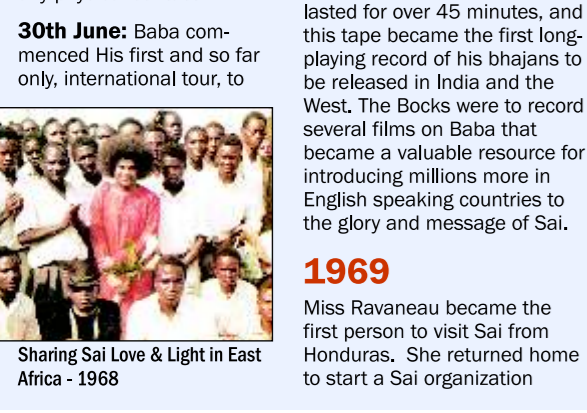 30th June: Baba com-
menced His first and so far
only, international tour, to
Sharing Sai Love & Light in East
Africa - 1968
lasted for over 45 minutes, and
this tape became the first long-
playing record of his bhajans to
be released in India and the
West. The Bocks were to record
several films on Baba that
became a valuable resource for
introducing millions more in
English speaking countries to
the glory and message of Sai.
1969
Miss Ravaneau became the
first person to visit Sai from
Honduras. She returned home
to start a Sai organization